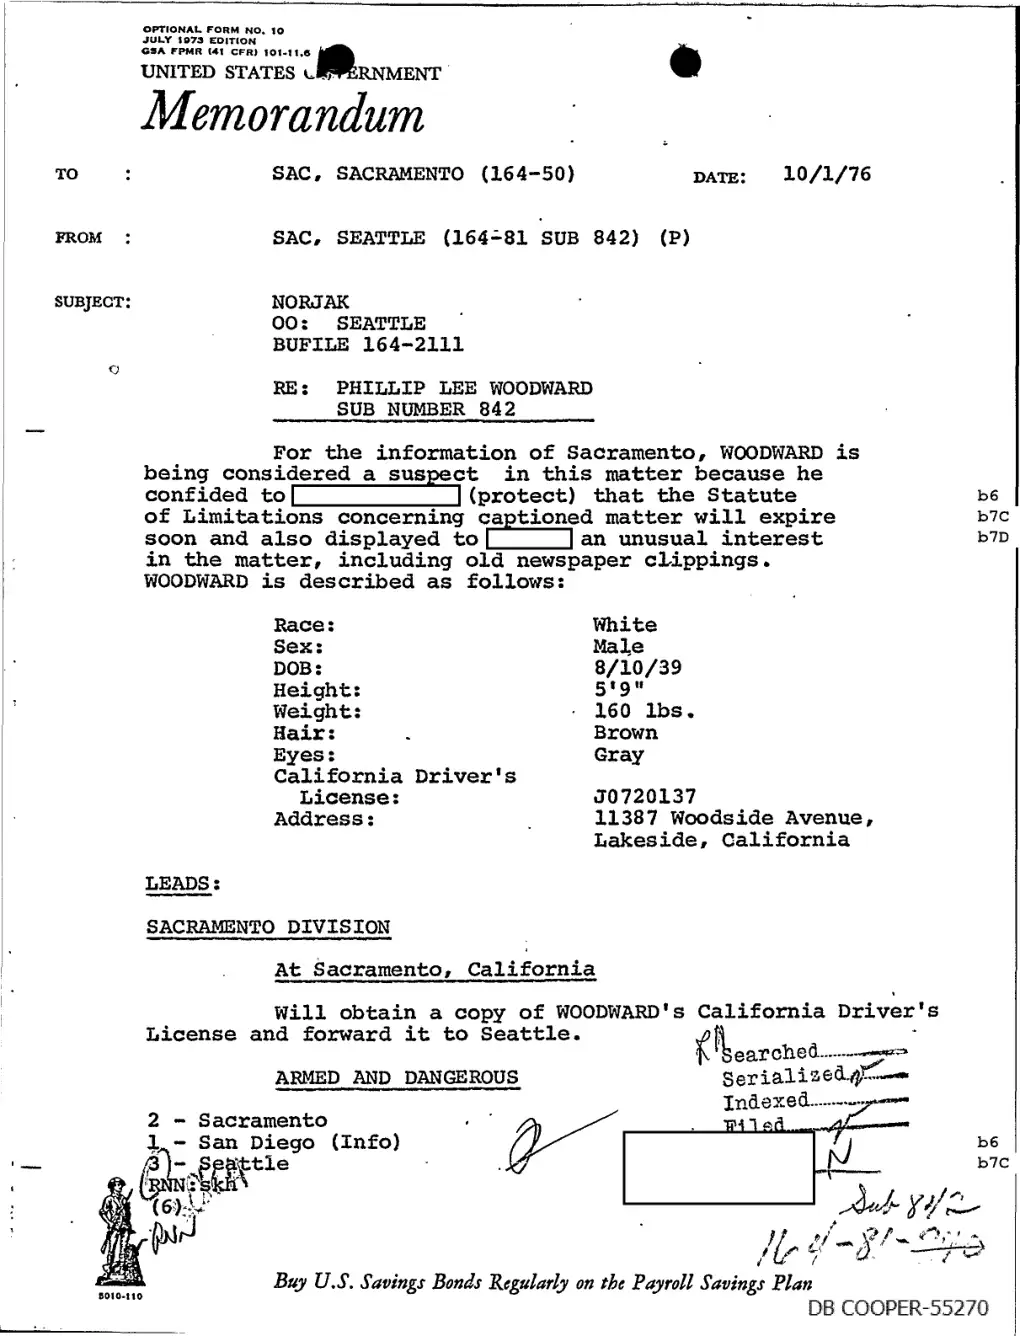 OPTIONAL FORM NO. 10
JULY 1973 EDITION
GSA FPMR (41 CFR) 101-11.6
UNITED STATES GOVERNMENT
Memorandum
TO : SAC, SACRAMENTO (164-50) DATE: 10/1/76
FROM : SAC, SEATTLE (164-81 SUB 842) (P)
SUBJECT: NORJAK
OO: SEATTLE
BUFILE 164-2111
RE: PHILLIP LEE WOODWARD
SUB NUMBER 842
For the information of Sacramento, WOODWARD is
being considered a suspect in this matter because he
confided to (protect) that the Statute b6
of Limitations concerning captioned matter will expire b7C
soon and also displayed to an unusual interest b7D
in the matter, including old newspaper clippings.
WOODWARD is described as follows:
Race: White
Sex: Male
DOB: 8/10/39
Height: 5'9"
Weight: 160 lbs.
Hair: Brown
Eyes: Gray
California Driver's
License: J0720137
Address: 11387 Woodside Avenue,
Lakeside, California
LEADS:
SACRAMENTO DIVISION
At Sacramento, California
Will obtain a copy of WOODWARD's California Driver's
License and forward it to Seattle.
Searched
ARMED AND DANGEROUS Serialized
Indexed
2 - Sacramento Filed
1 - San Diego (Info) b6
3 - Seattle b7C
RNN:skh
(6)
Sub 842
164-81-
Buy U.S. Savings Bonds Regularly on the Payroll Savings Plan
5010-110
DB COOPER-55270